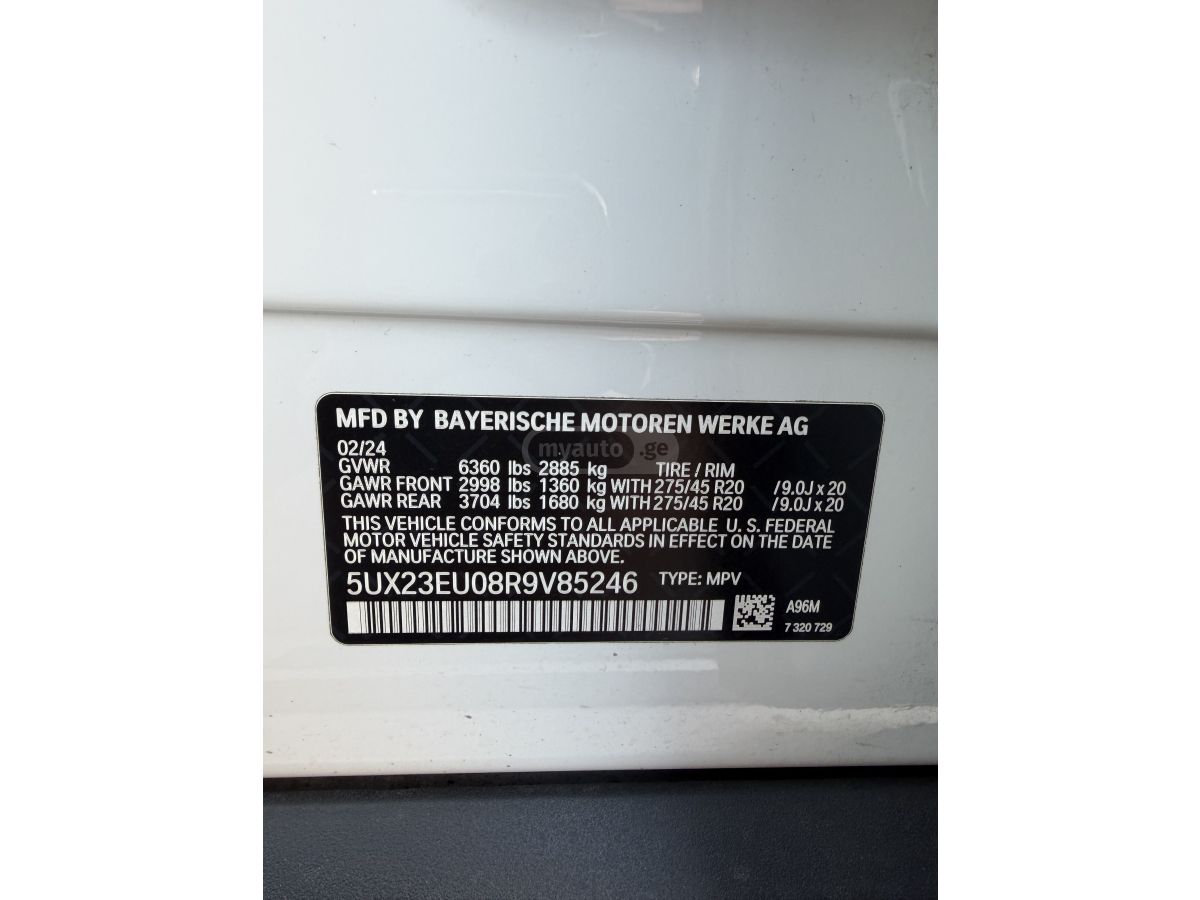 MFD BY BAYERISCHE MOTOREN WERKE AG
myauto.ge
02/24
GVWR 6360 lbs 2885 kg TIRE / RIM
GAWR FRONT 2998 lbs 1360 kg WITH 275/45 R20 / 9.0J x 20
GAWR REAR 3704 lbs 1680 kg WITH 275/45 R20 / 9.0J x 20
THIS VEHICLE CONFORMS TO ALL APPLICABLE U. S. FEDERAL
MOTOR VEHICLE SAFETY STANDARDS IN EFFECT ON THE DATE
OF MANUFACTURE SHOWN ABOVE.
5UX23EU08R9V85246 TYPE: MPV
A96M
7 320 729